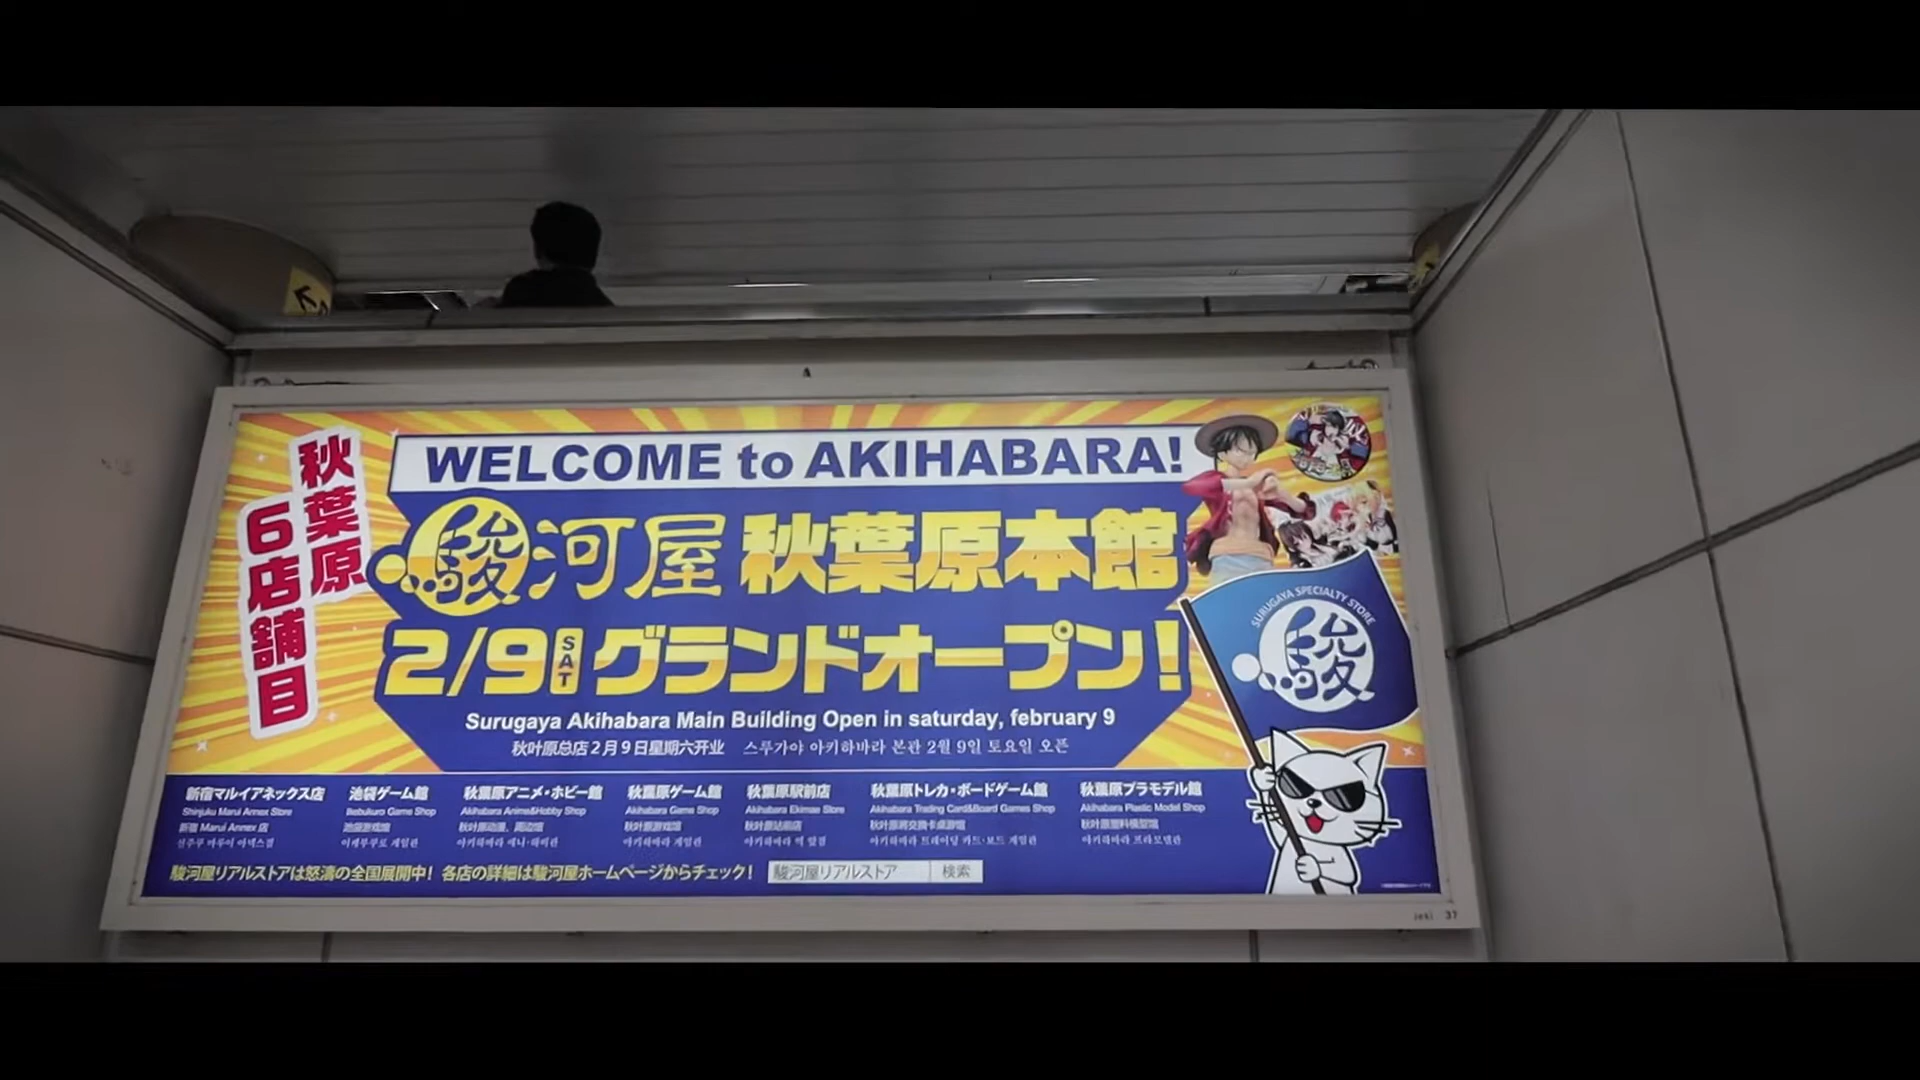 WELCOME to AKIHABARA!
秋葉原
6店舗目
駿河屋 秋葉原本館
2/9 SAT グランドオープン!
Surugaya Akihabara Main Building Open in saturday, february 9
秋叶原总店2月9日星期六开业 스루가야 아키하바라 본관 2월 9일 토요일 오픈
SURUGAYA SPECIALTY STORE
駿
新宿マルイアネックス店 池袋ゲーム館 秋葉原アニメ・ホビー館 秋葉原ゲーム館 秋葉原駅前店 秋葉原トレカ・ボードゲーム館 秋葉原プラモデル館
Shinjuku Marui Annex Store Ikebukuro Game Shop Akihabara Anime&Hobby Shop Akihabara Game Shop Akihabara Ekimae Store Akihabara Trading Card&Board Games Shop Akihabara Plastic Model Shop
新宿 Marui Annex 店 池袋游戏馆 秋叶原动漫、周边馆 秋叶原游戏馆 秋叶原站前店 秋叶原将交换卡桌游馆 秋叶原塑料模型馆
신주쿠 마루이 아넥스점 이케부쿠로 게임관 아키하바라 애니·하비관 아키하바라 게임관 아키하바라 역 앞점 아키하바라 트레이딩 카드·보드 게임관 아키하바라 프라모델관
駿河屋リアルストアは怒濤の全国展開中! 各店の詳細は駿河屋ホームページからチェック! 駿河屋リアルストア 検索
jeki 37